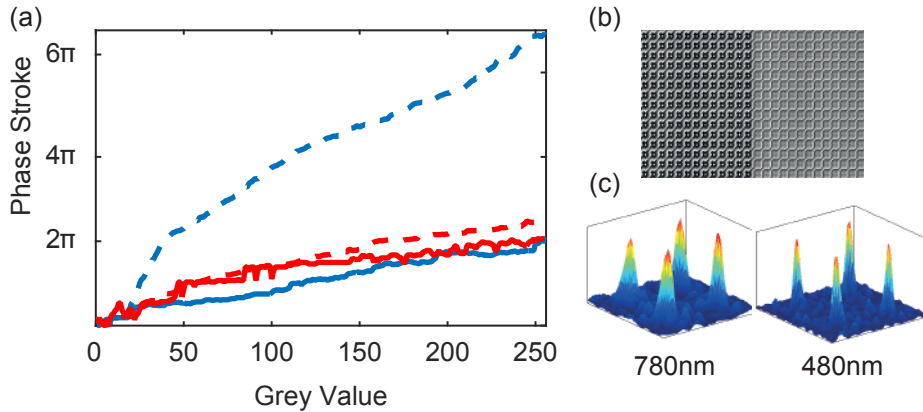 (a)
Phase Stroke
6π
4π
2π
0
50
100
150
200
250
Grey Value
(b)
(c)
780nm
480nm